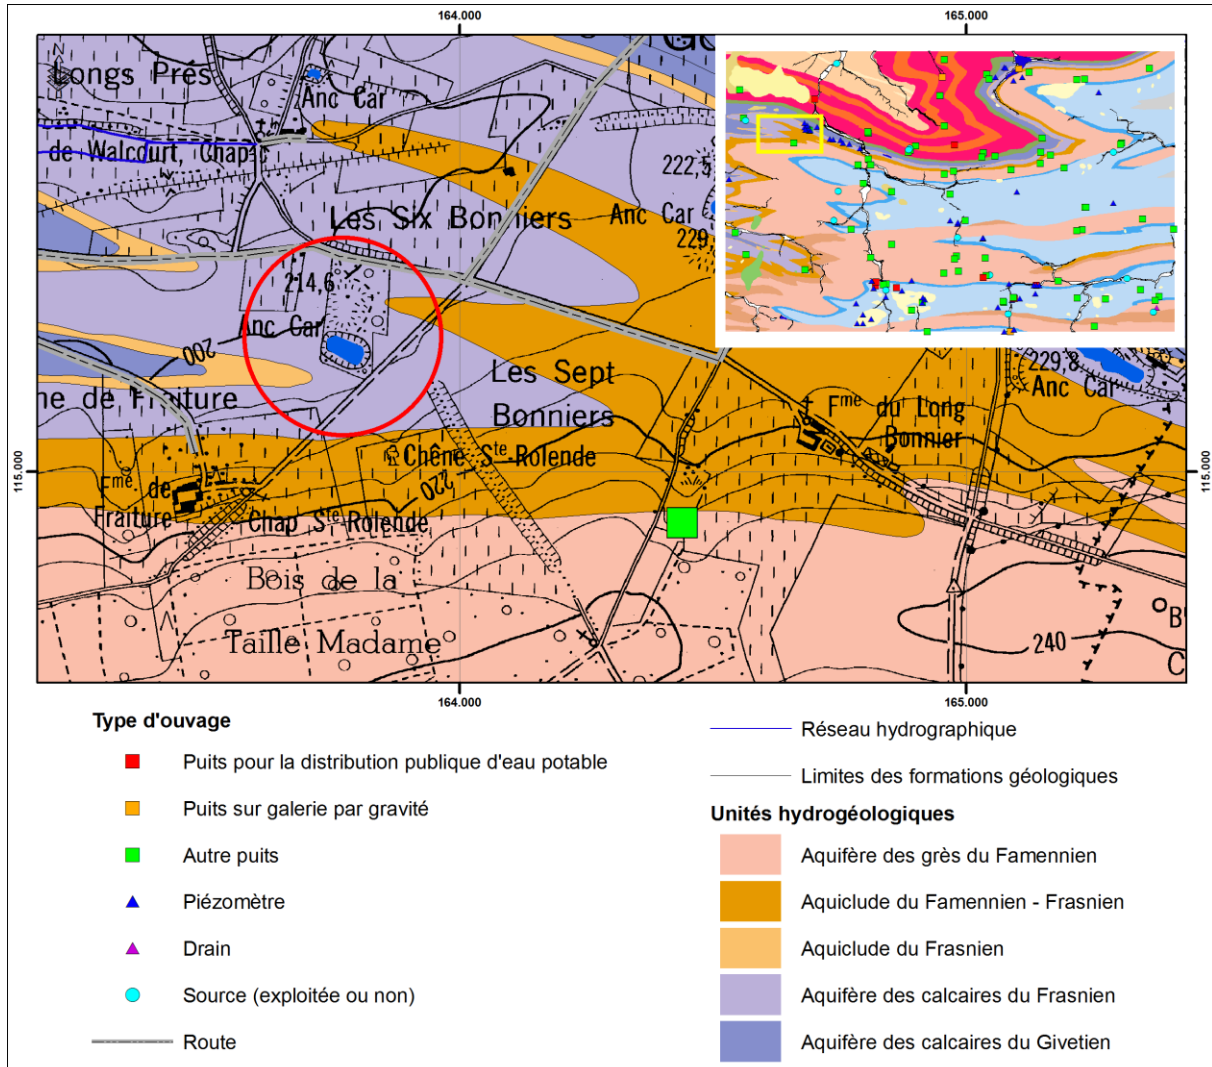 164.000
165.000
Longs Prés
Anc Car
de Walcourt, Chap
222,5
Les Six Bonniers
Anc Car
229,
214,6
Anc Car
200
Les Sept
229,8
ne de Fraiture
Anc Car
Bonniers
Fme du Long
Bonnier
Chêne Ste Rolende
115.000
115.000
Fme de
220
Fraiture
Chap Ste Rolende
Bois de la
Taille Madame
240
B
C
164.000
165.000
Type d'ouvage
Puits pour la distribution publique d'eau potable
Puits sur galerie par gravité
Autre puits
Piézomètre
Drain
Source (exploitée ou non)
Route
Réseau hydrographique
Limites des formations géologiques
Unités hydrogéologiques
Aquifère des grès du Famennien
Aquiclude du Famennien - Frasnien
Aquiclude du Frasnien
Aquifère des calcaires du Frasnien
Aquifère des calcaires du Givetien